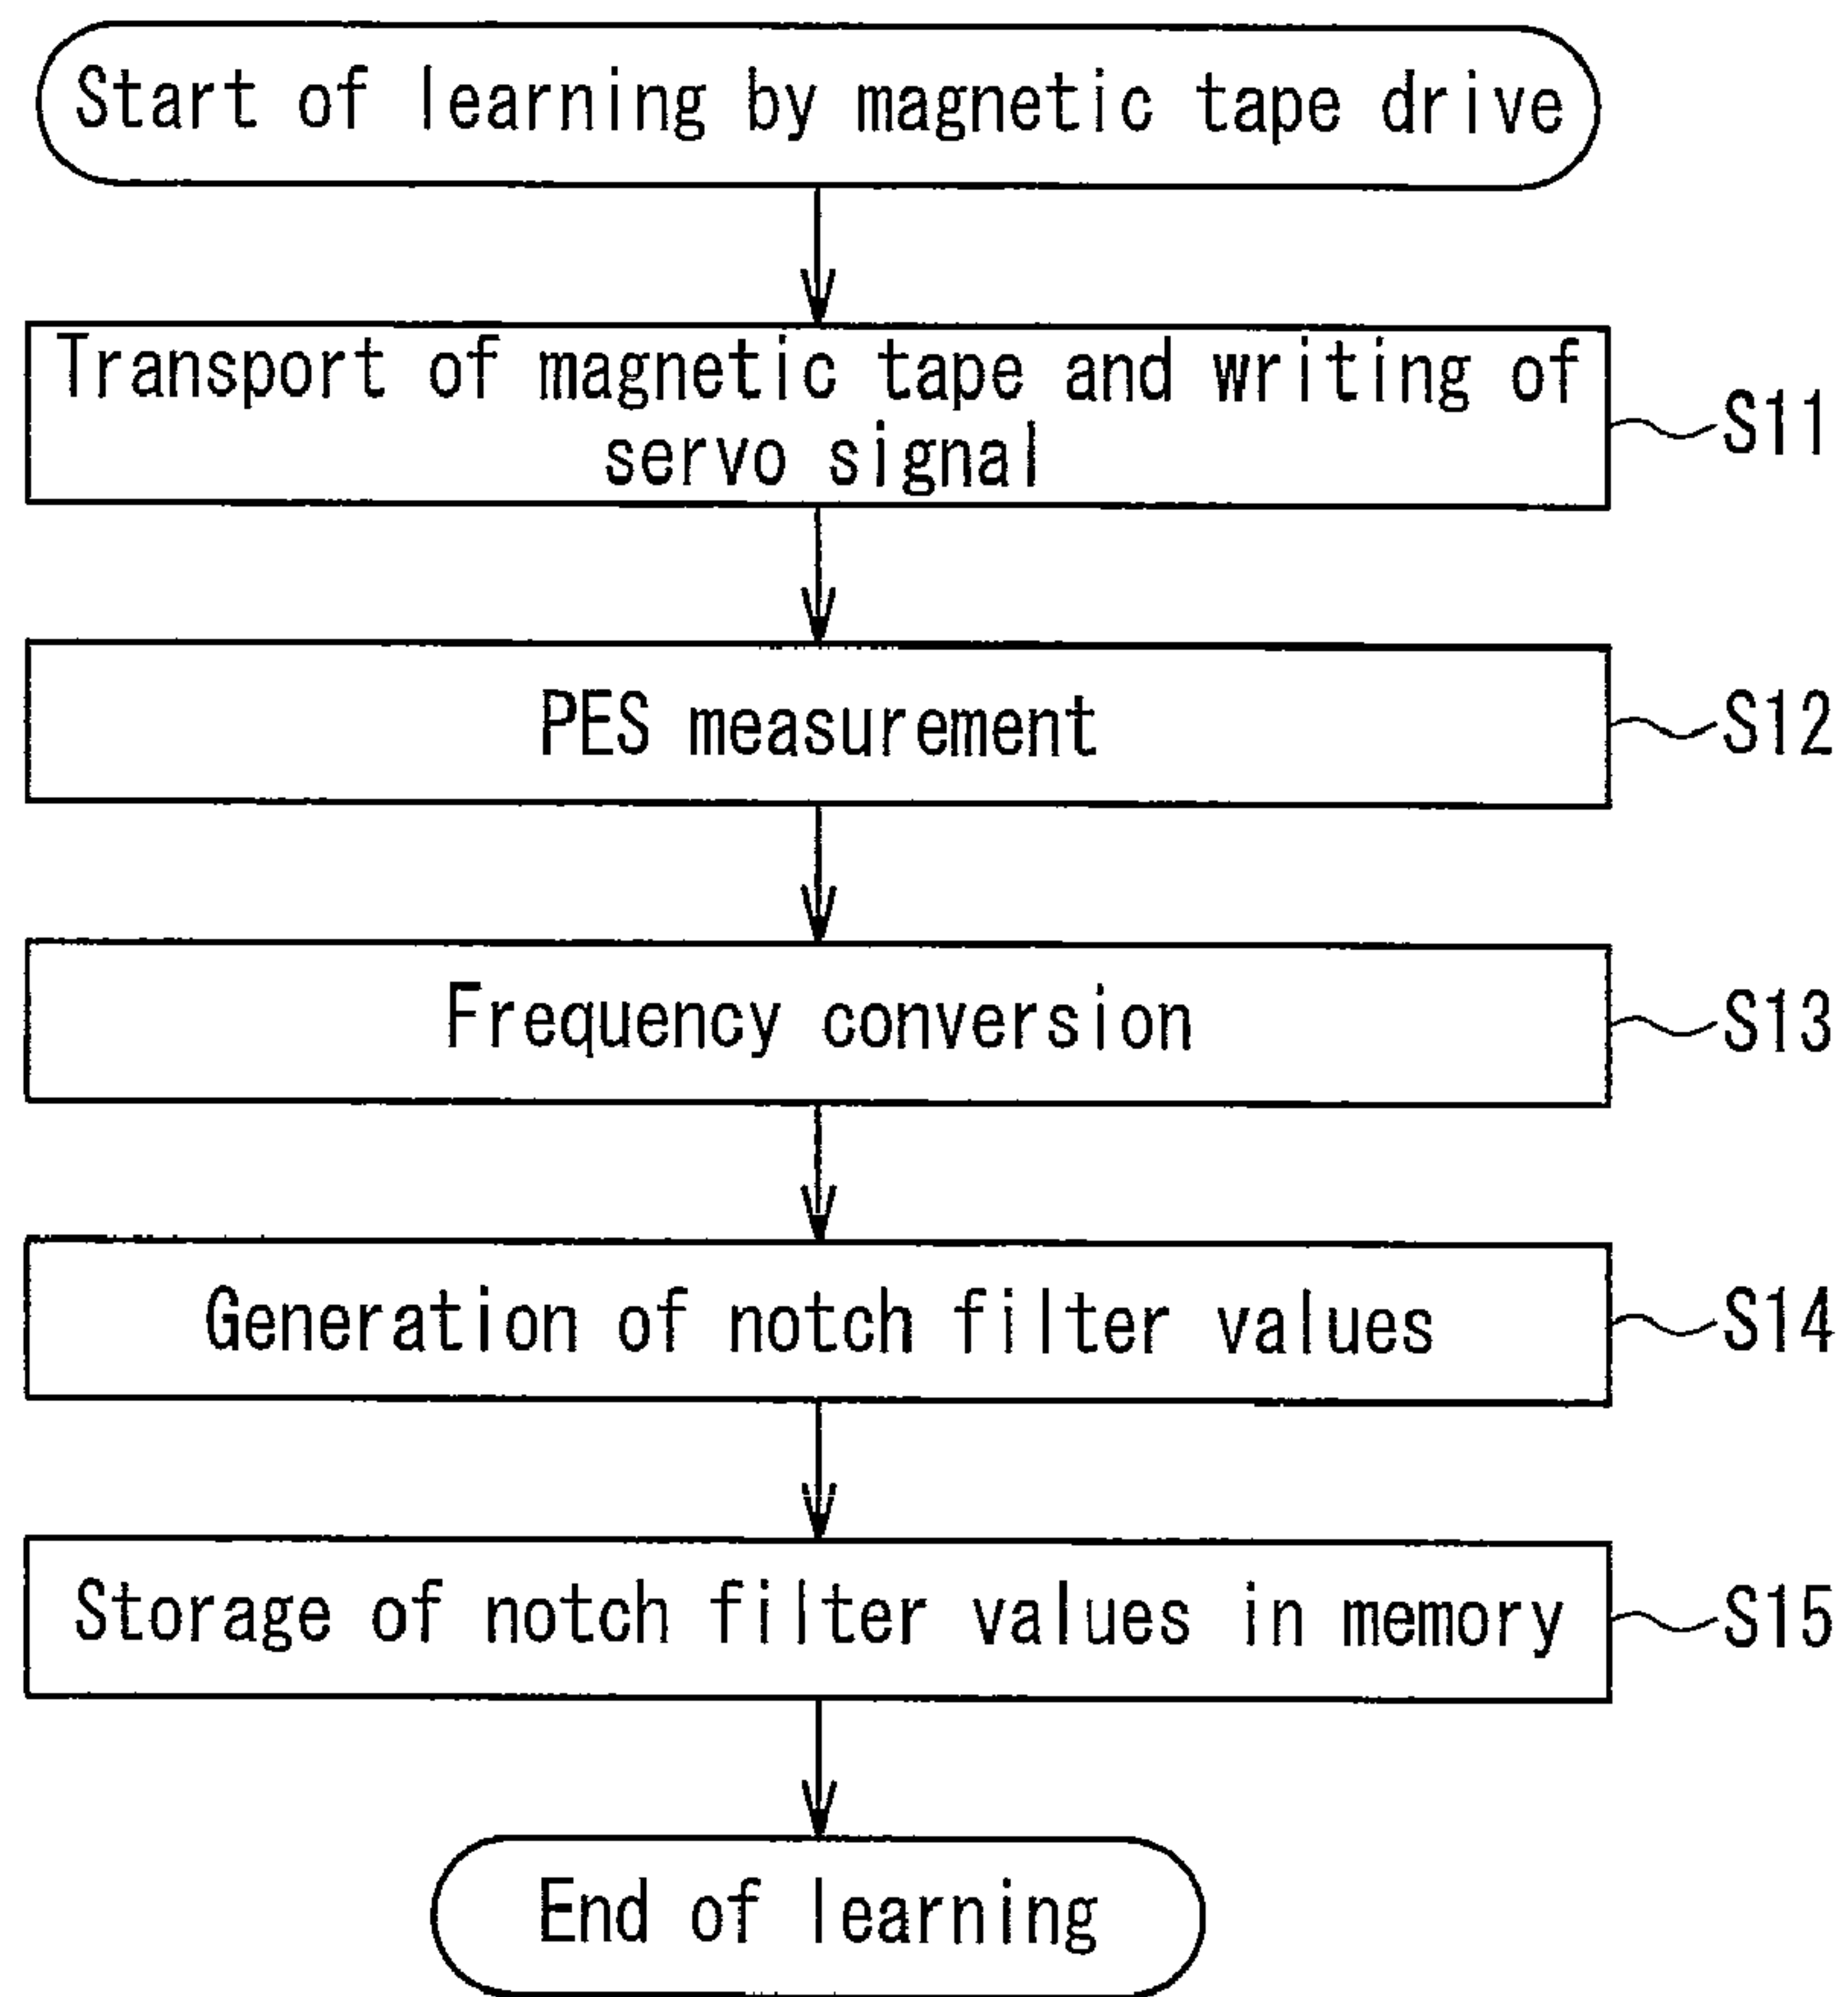 Start of learning by magnetic tape drive
Transport of magnetic tape and writing of
servo signal
S11
PES measurement
S12
Frequency conversion
S13
Generation of notch filter values
S14
Storage of notch filter values in memory
S15
End of learning